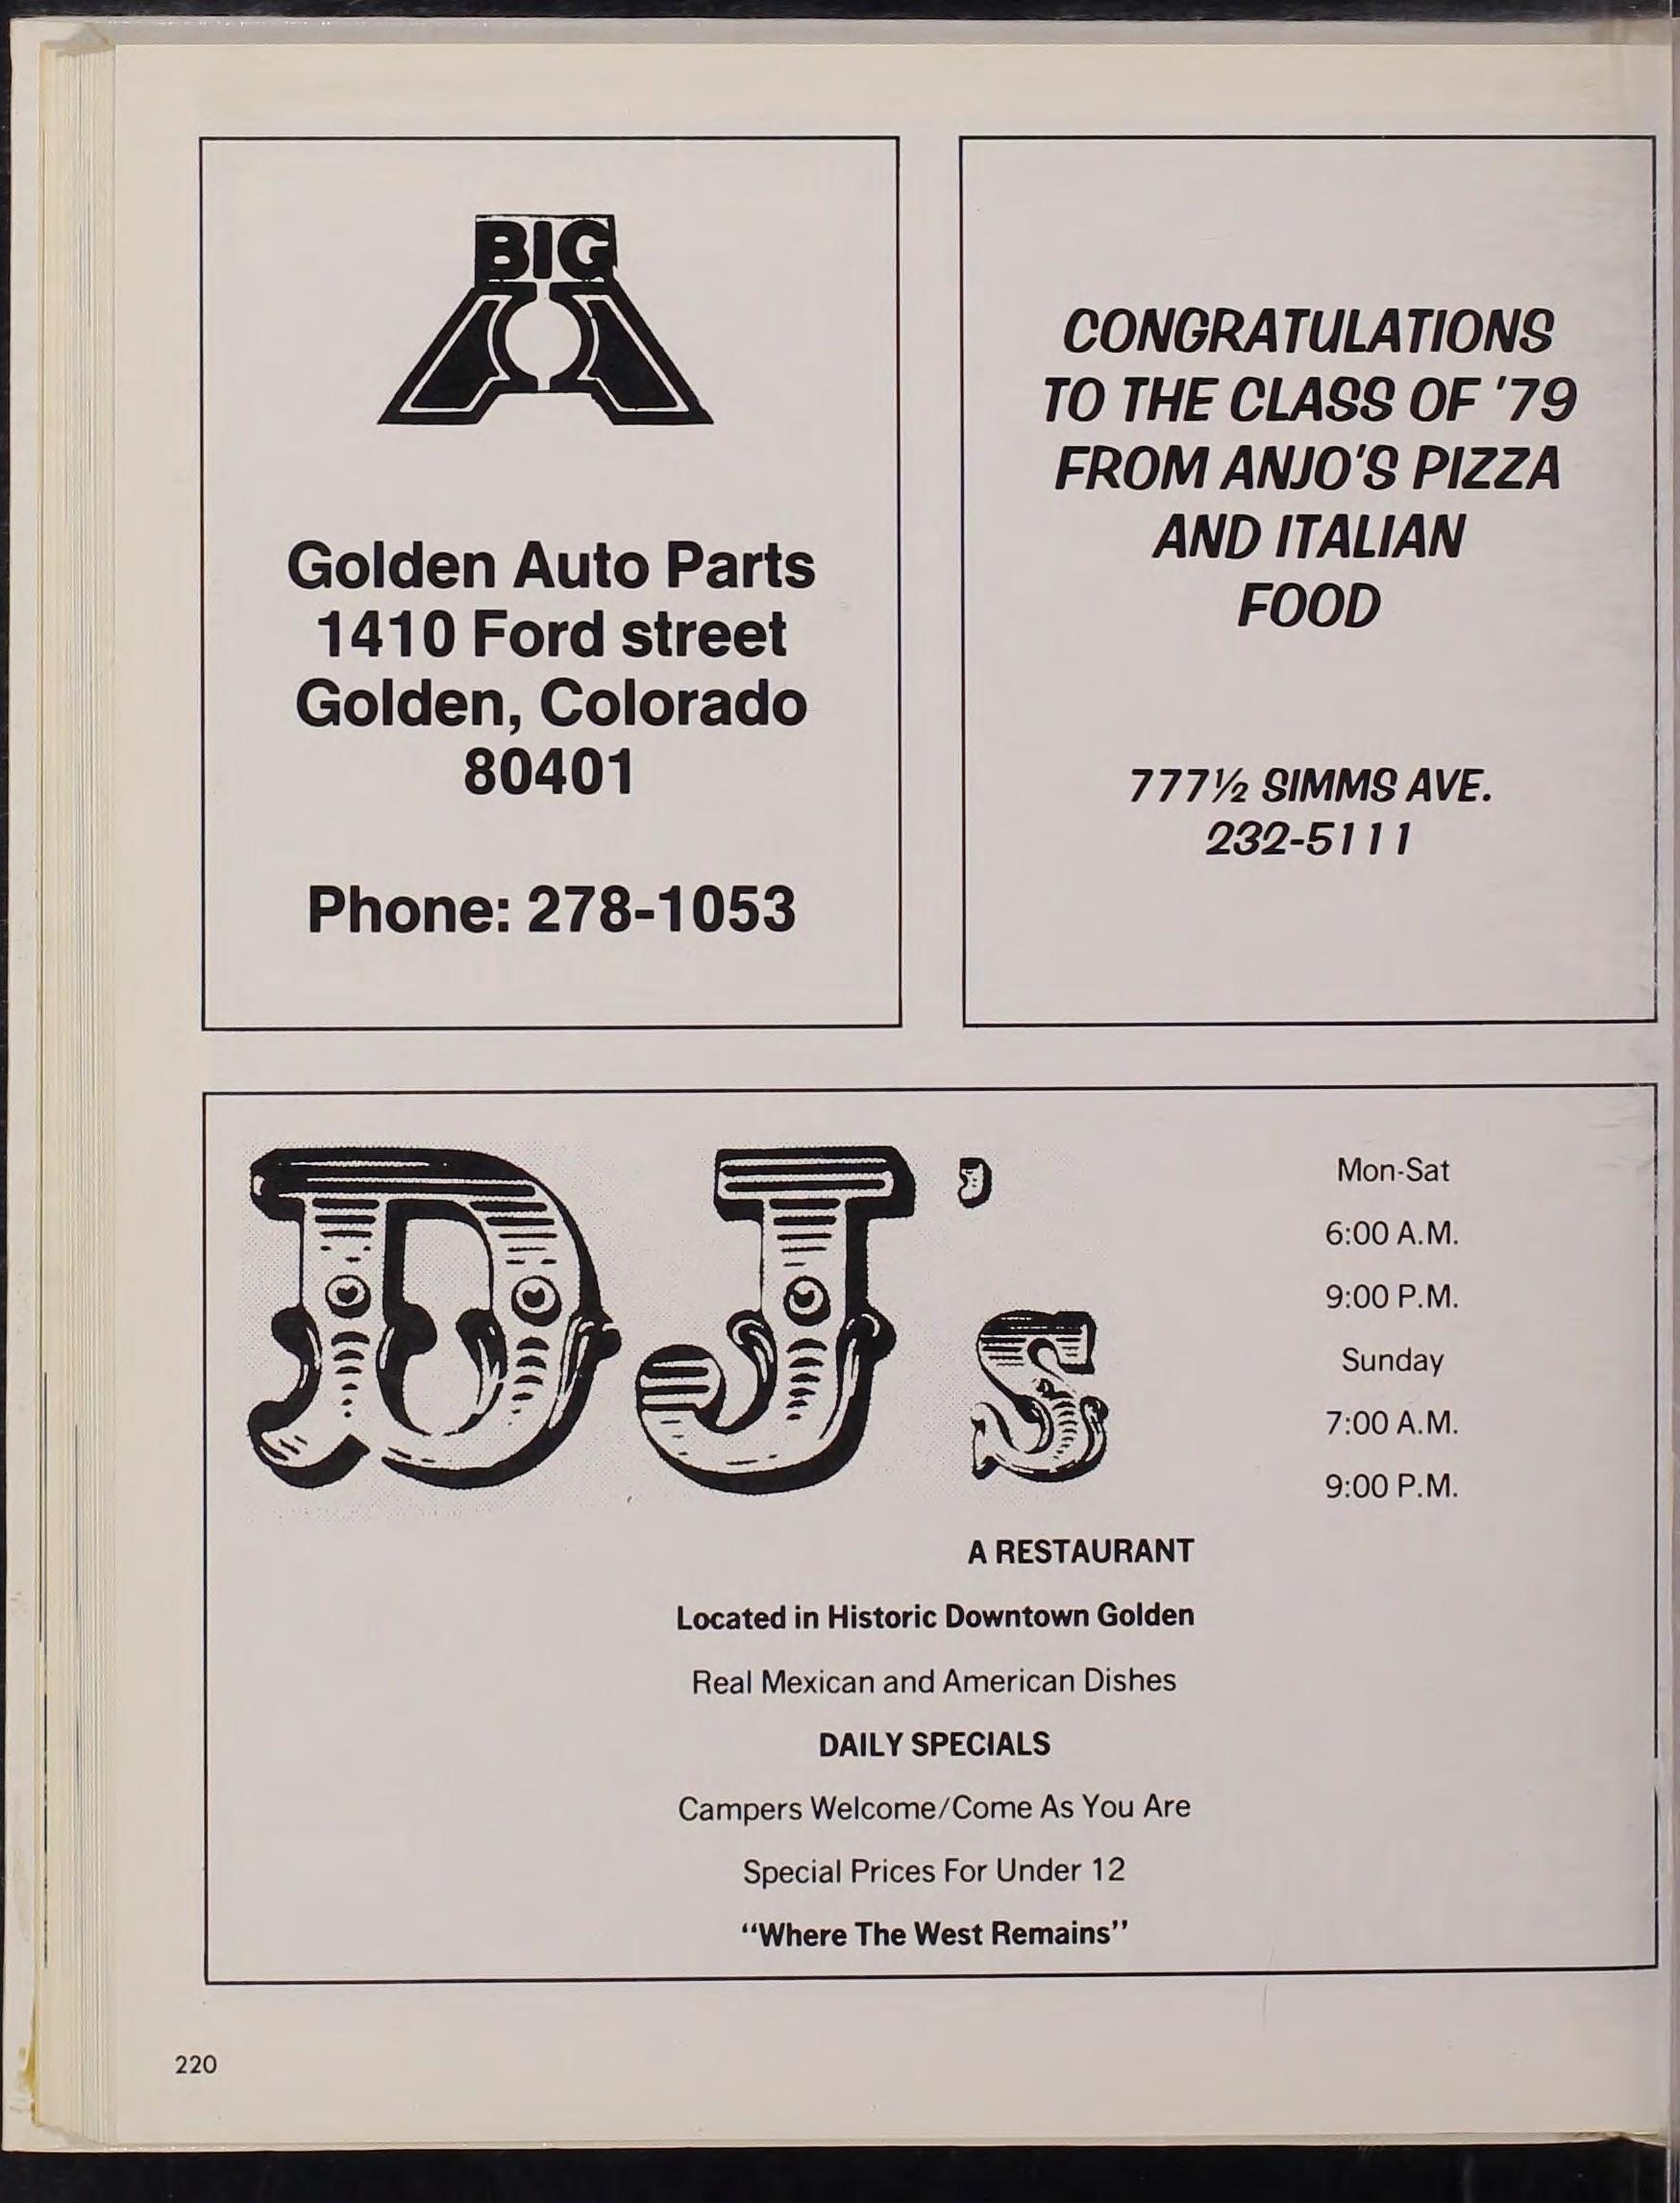 BIG
A
Golden Auto Parts
1410 Ford street
Golden, Colorado
80401
Phone: 278-1053
CONGRATULATIONS
TO THE CLASS OF '79
FROM ANJO'S PIZZA
AND ITALIAN
FOOD
777½ SIMMS AVE.
232-5111
DJ's
Mon-Sat
6:00 A.M.
9:00 P.M.
Sunday
7:00 A.M.
9:00 P.M.
A RESTAURANT
Located in Historic Downtown Golden
Real Mexican and American Dishes
DAILY SPECIALS
Campers Welcome/Come As You Are
Special Prices For Under 12
“Where The West Remains”
220